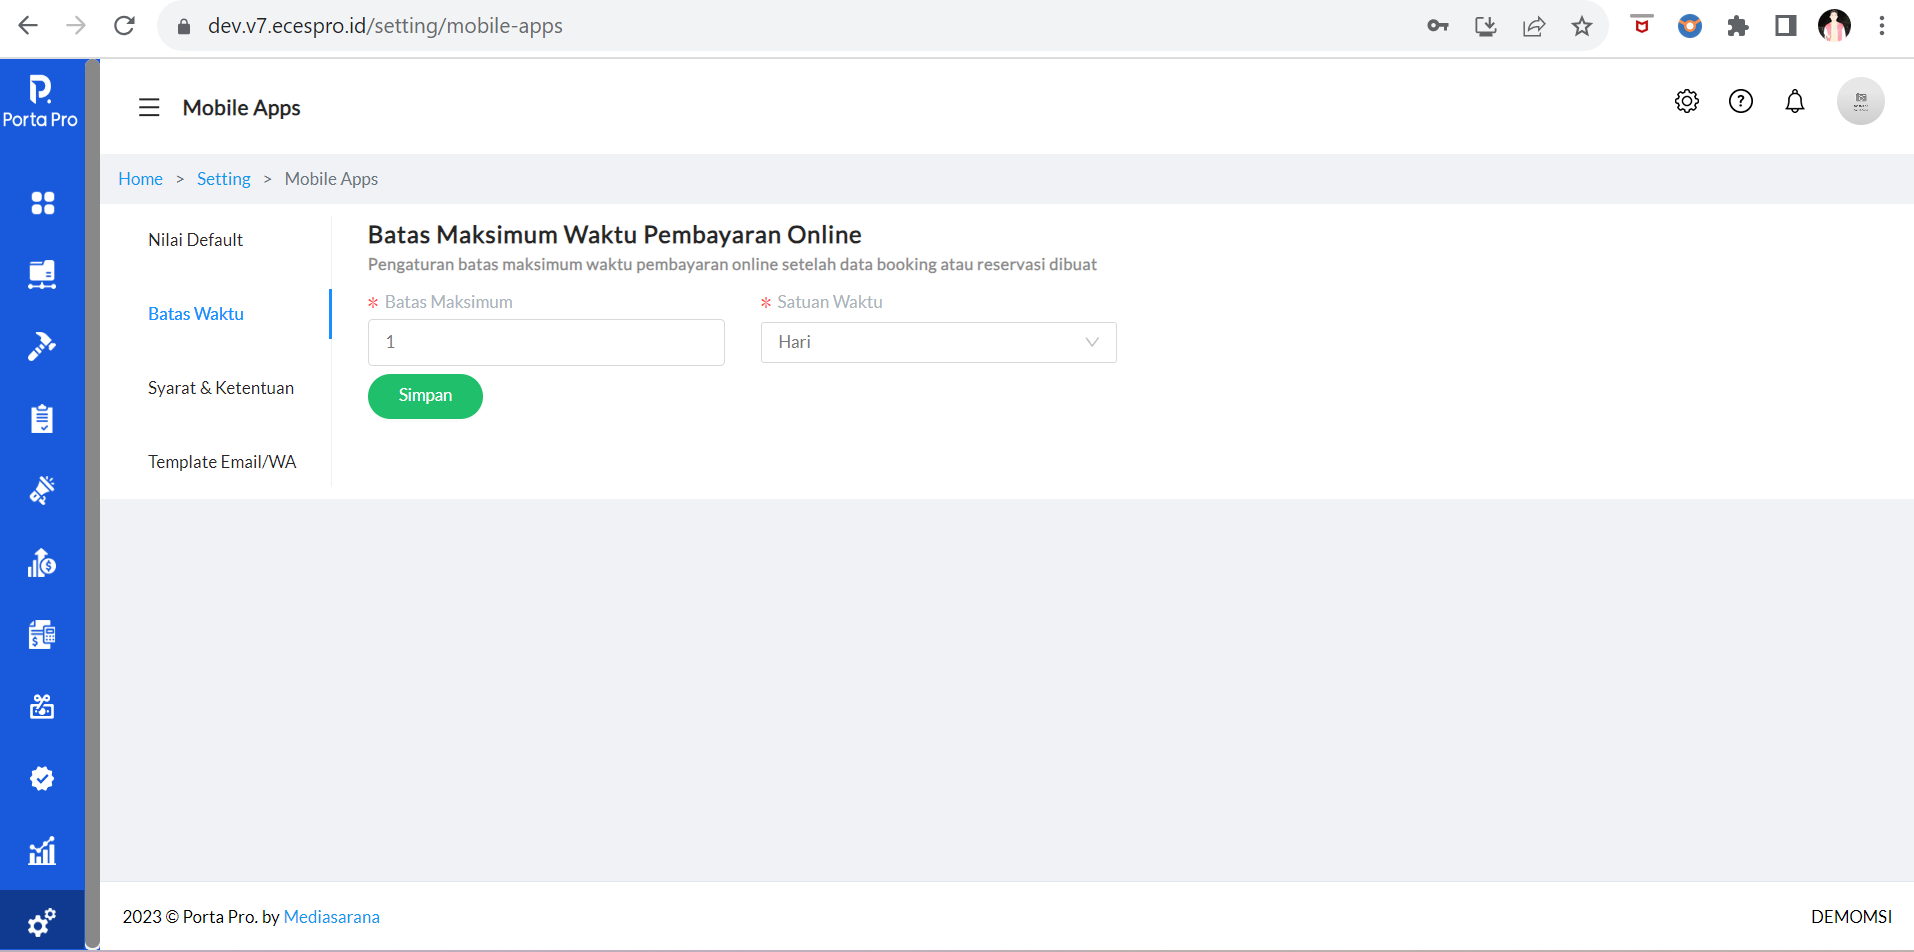 dev.v7.ecespro.id/setting/mobile-apps
Porta Pro
Mobile Apps
Home > Setting > Mobile Apps
Nilai Default
Batas Waktu
Syarat & Ketentuan
Template Email/WA
Batas Maksimum Waktu Pembayaran Online
Pengaturan batas maksimum waktu pembayaran online setelah data booking atau reservasi dibuat
* Batas Maksimum
1
* Satuan Waktu
Hari
Simpan
2023 © Porta Pro. by Mediasarana
DEMOMSI